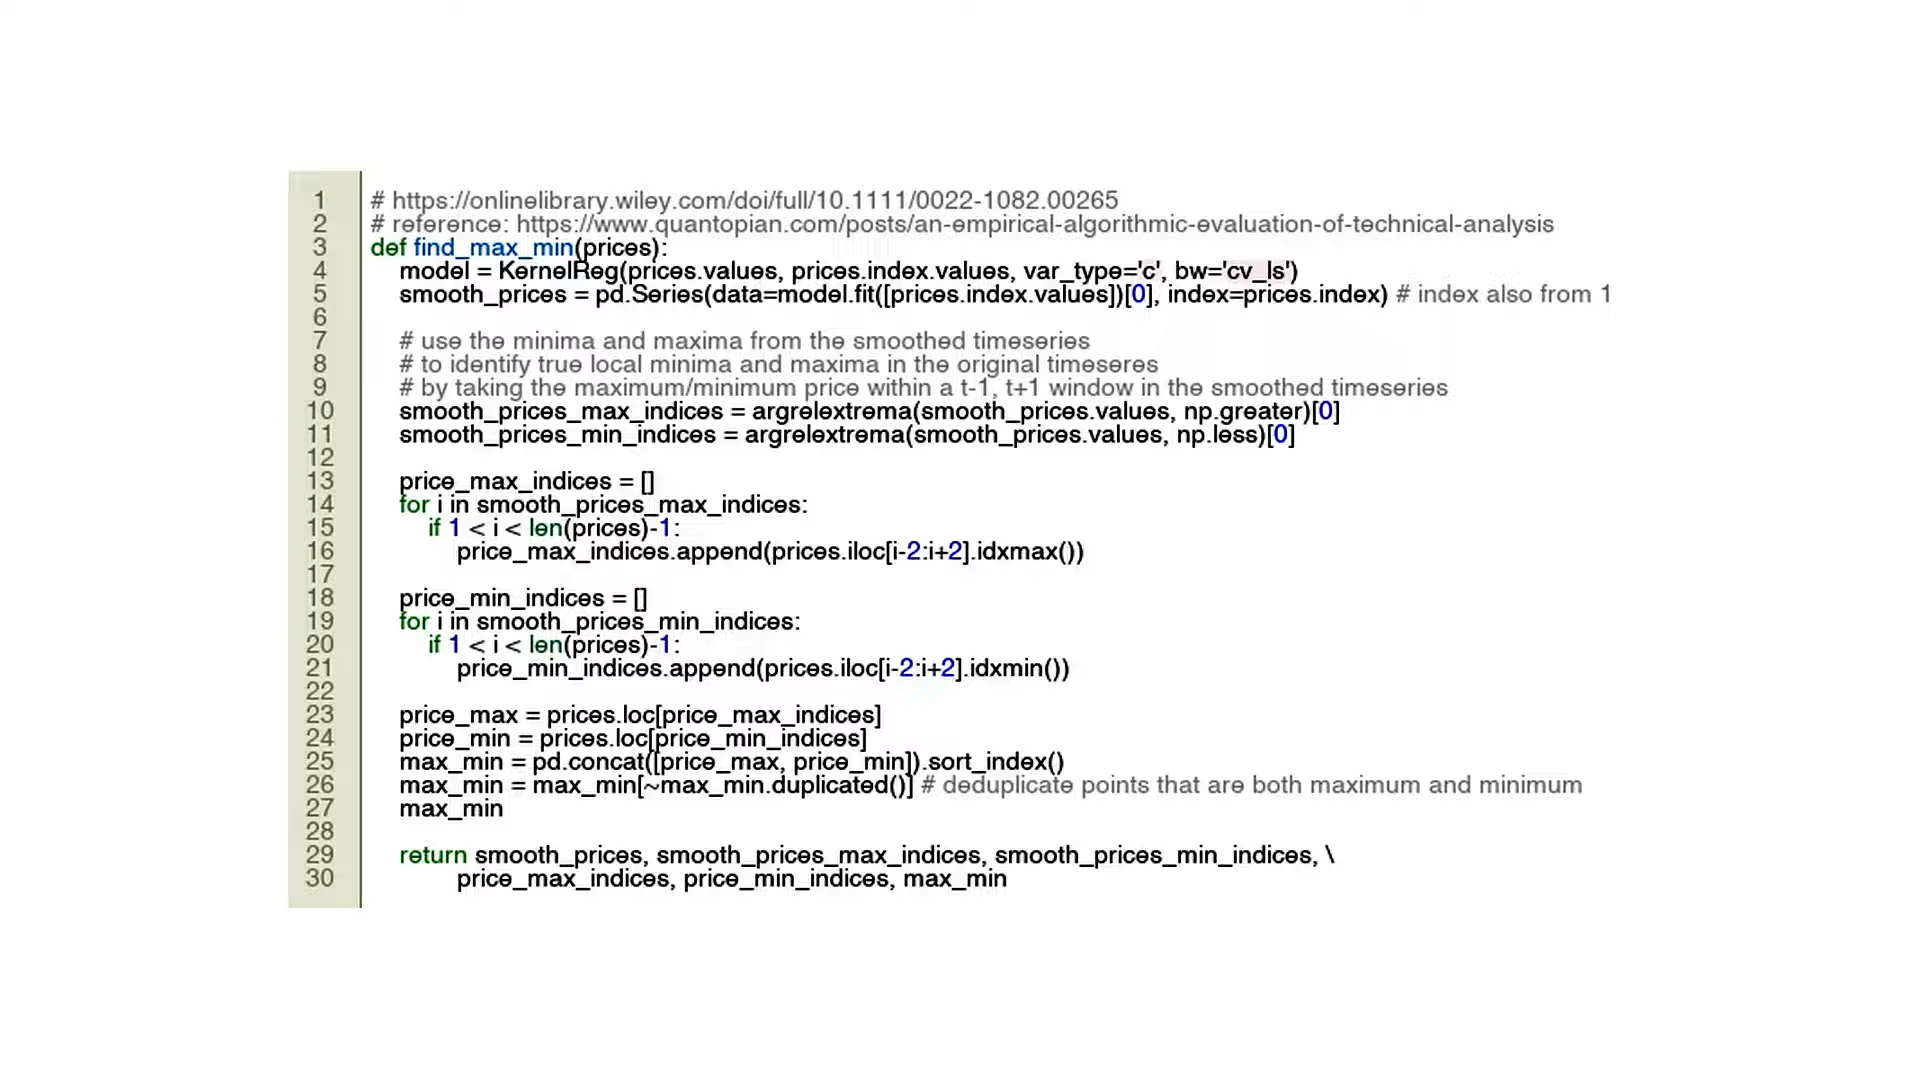 1 # https://onlinelibrary.wiley.com/doi/full/10.1111/0022-1082.00265
2 # reference: https://www.quantopian.com/posts/an-empirical-algorithmic-evaluation-of-technical-analysis
3 def find_max_min(prices):
4 model = KernelReg(prices.values, prices.index.values, var_type='c', bw='cv_ls')
5 smooth_prices = pd.Series(data=model.fit([prices.index.values])[0], index=prices.index) # index also from 1
6
7 # use the minima and maxima from the smoothed timeseries
8 # to identify true local minima and maxima in the original timeseres
9 # by taking the maximum/minimum price within a t-1, t+1 window in the smoothed timeseries
10 smooth_prices_max_indices = argrelextrema(smooth_prices.values, np.greater)[0]
11 smooth_prices_min_indices = argrelextrema(smooth_prices.values, np.less)[0]
12
13 price_max_indices = []
14 for i in smooth_prices_max_indices:
15 if 1 < i < len(prices)-1:
16 price_max_indices.append(prices.iloc[i-2:i+2].idxmax())
17
18 price_min_indices = []
19 for i in smooth_prices_min_indices:
20 if 1 < i < len(prices)-1:
21 price_min_indices.append(prices.iloc[i-2:i+2].idxmin())
22
23 price_max = prices.loc[price_max_indices]
24 price_min = prices.loc[price_min_indices]
25 max_min = pd.concat([price_max, price_min]).sort_index()
26 max_min = max_min[~max_min.duplicated()] # deduplicate points that are both maximum and minimum
27 max_min
28
29 return smooth_prices, smooth_prices_max_indices, smooth_prices_min_indices, \
30 price_max_indices, price_min_indices, max_min